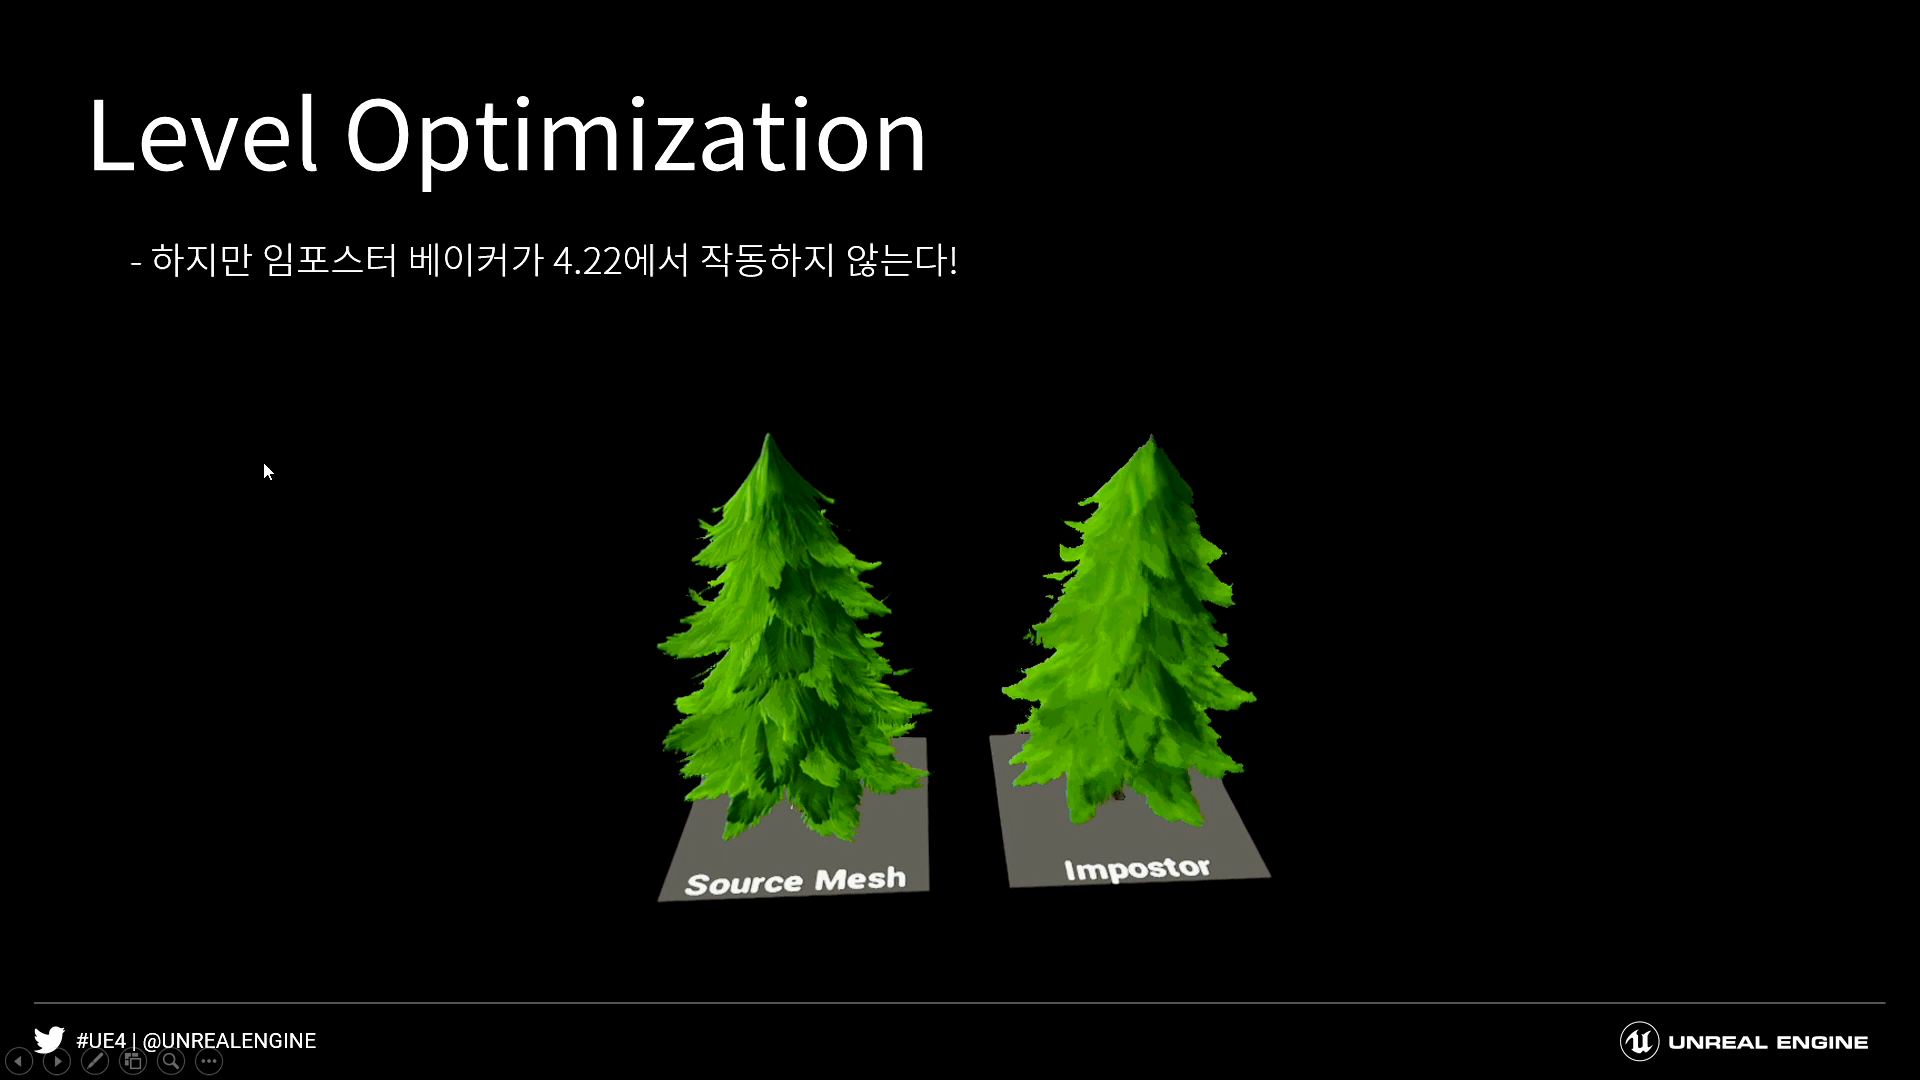 Level Optimization
- 하지만 임포스터 베이커가 4.22에서 작동하지 않는다!
Source Mesh
Impostor
#UE4 | @UNREALENGINE
UNREAL ENGINE